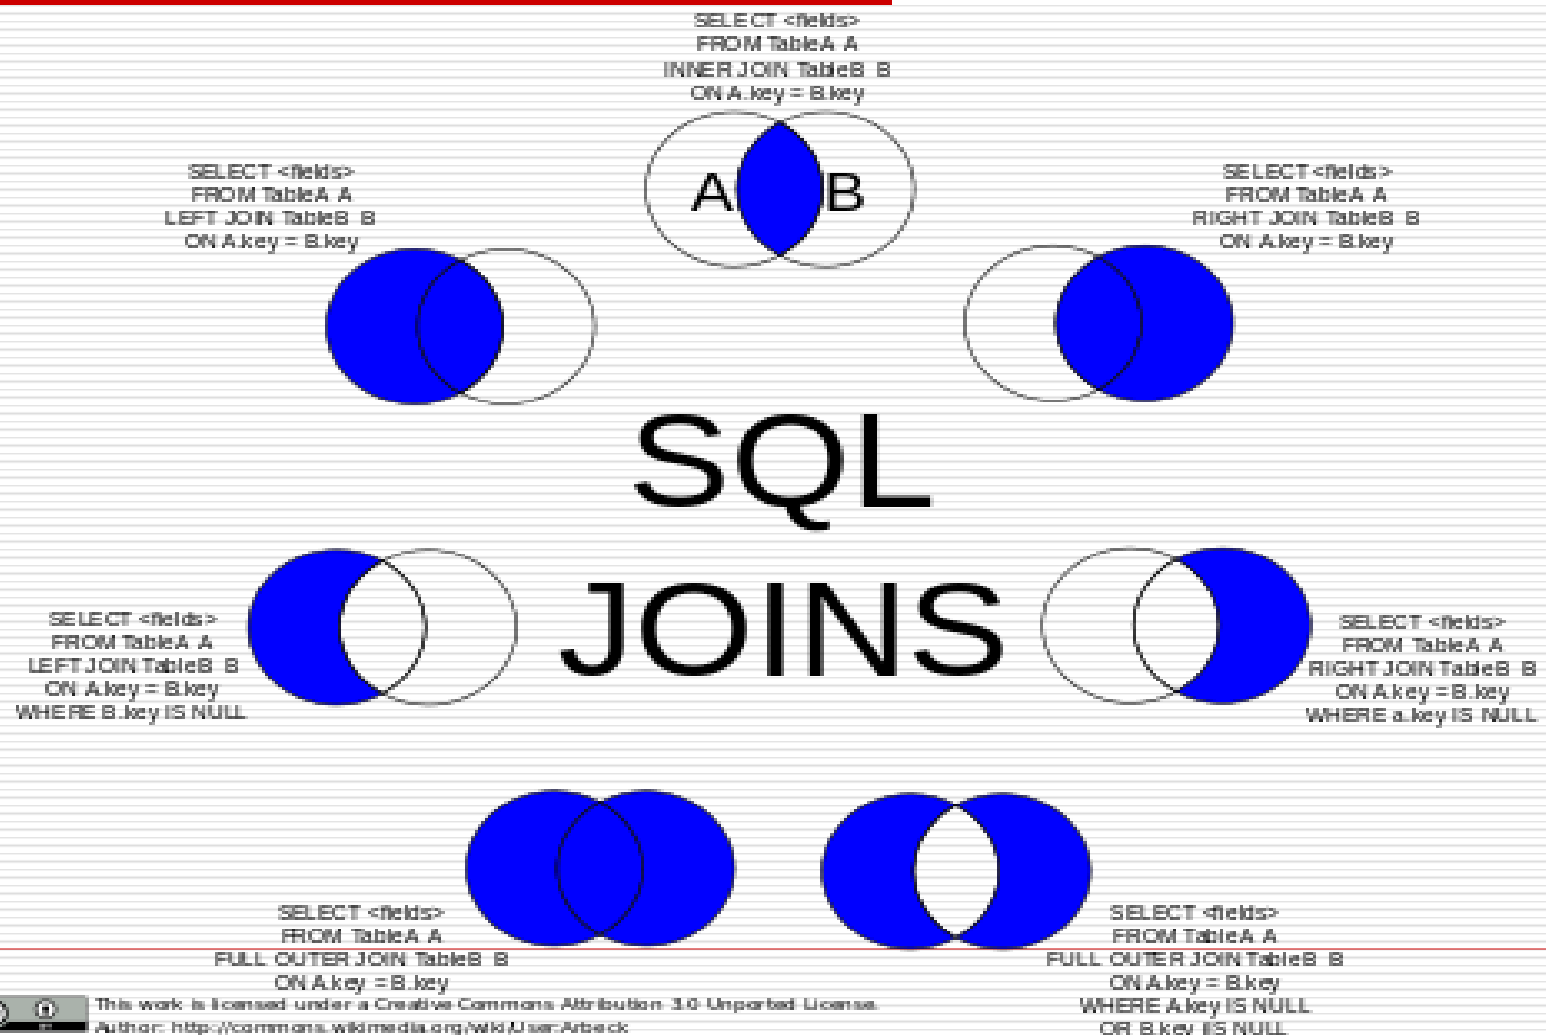 SELECT <fields>
FROM TableA A
INNER JOIN TableB B
ON A.key = B.key
A B
SELECT <fields>
FROM TableA A
LEFT JOIN TableB B
ON A.key = B.key
SELECT <fields>
FROM TableA A
RIGHT JOIN TableB B
ON A.key = B.key
SQL
JOINS
SELECT <fields>
FROM TableA A
LEFT JOIN TableB B
ON A.key = B.key
WHERE B.key IS NULL
SELECT <fields>
FROM TableA A
RIGHT JOIN TableB B
ON A.key = B.key
WHERE a.key IS NULL
SELECT <fields>
FROM TableA A
FULL OUTER JOIN TableB B
ON A.key = B.key
SELECT <fields>
FROM TableA A
FULL OUTER JOIN TableB B
ON A.key = B.key
WHERE A.key IS NULL
OR B.key IS NULL
This work is licensed under a Creative Commons Attribution 3.0 Unported License.
Author: http://commons.wikimedia.org/wiki/User:Arbeck